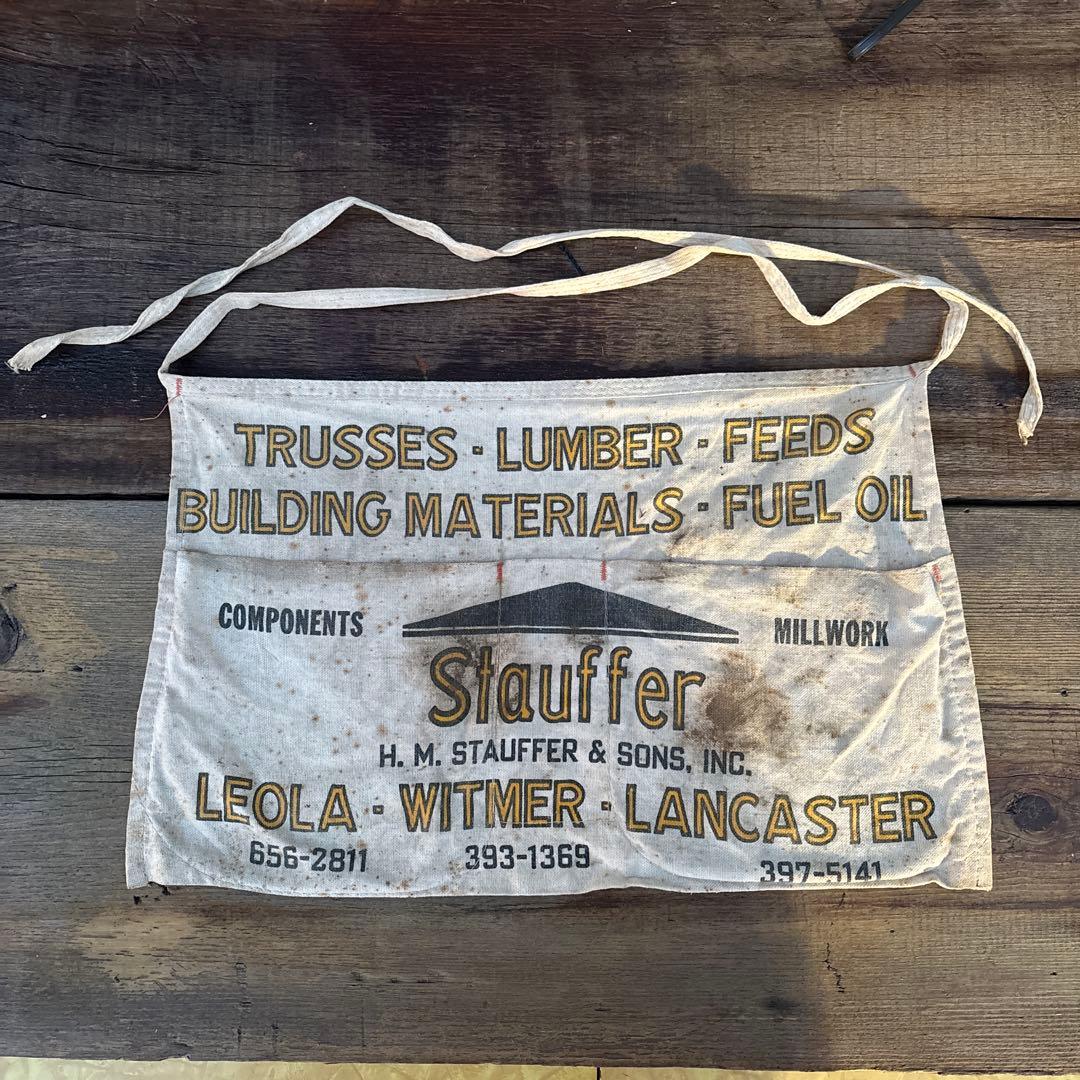 TRUSSES · LUMBER · FEEDS
BUILDING MATERIALS · FUEL OIL
COMPONENTS
MILLWORK
Stauffer
H. M. STAUFFER & SONS, INC.
LEOLA · WITMER · LANCASTER
656-2811 393-1369 397-5141